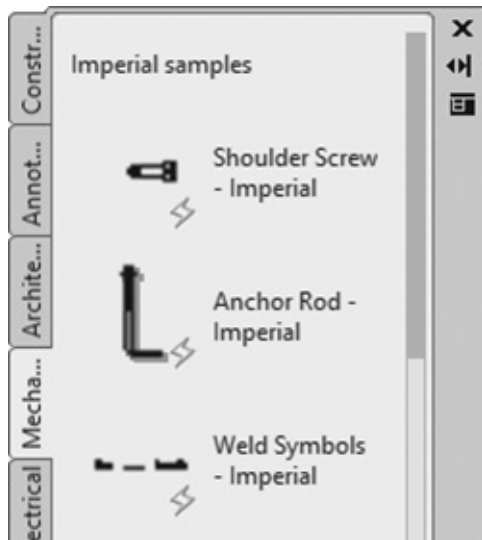 Constr...
Annot...
Archite...
Mecha...
ectrical
Imperial samples
Shoulder Screw
- Imperial
Anchor Rod -
Imperial
Weld Symbols
- Imperial